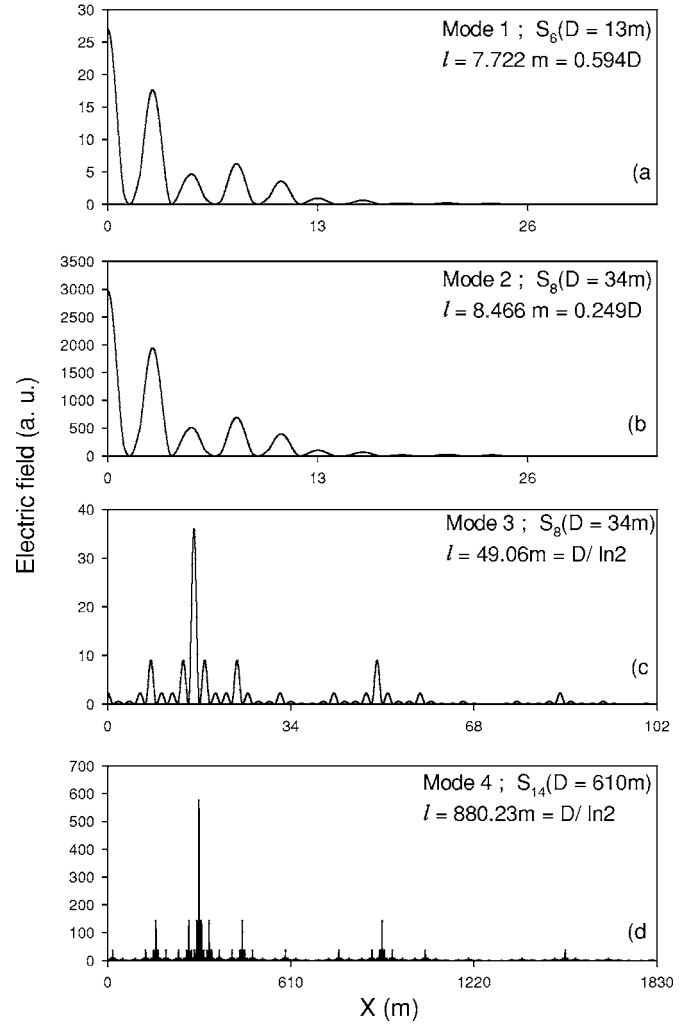 Mode 1 ; S6(D = 13m)
l = 7.722 m = 0.594D
(a
30
25
20
15
10
5
0
0 13 26
Mode 2 ; S8(D = 34m)
l = 8.466 m = 0.249D
(b
3500
3000
2500
2000
1500
1000
500
0
0 13 26
Electric field (a. u.)
Mode 3 ; S8(D = 34m)
l = 49.06m = D/ ln2
(c
40
30
20
10
0
0 34 68 102
Mode 4 ; S14(D = 610m)
l = 880.23m = D/ ln2
(d
700
600
500
400
300
200
100
0
0 610 1220 1830
X (m)